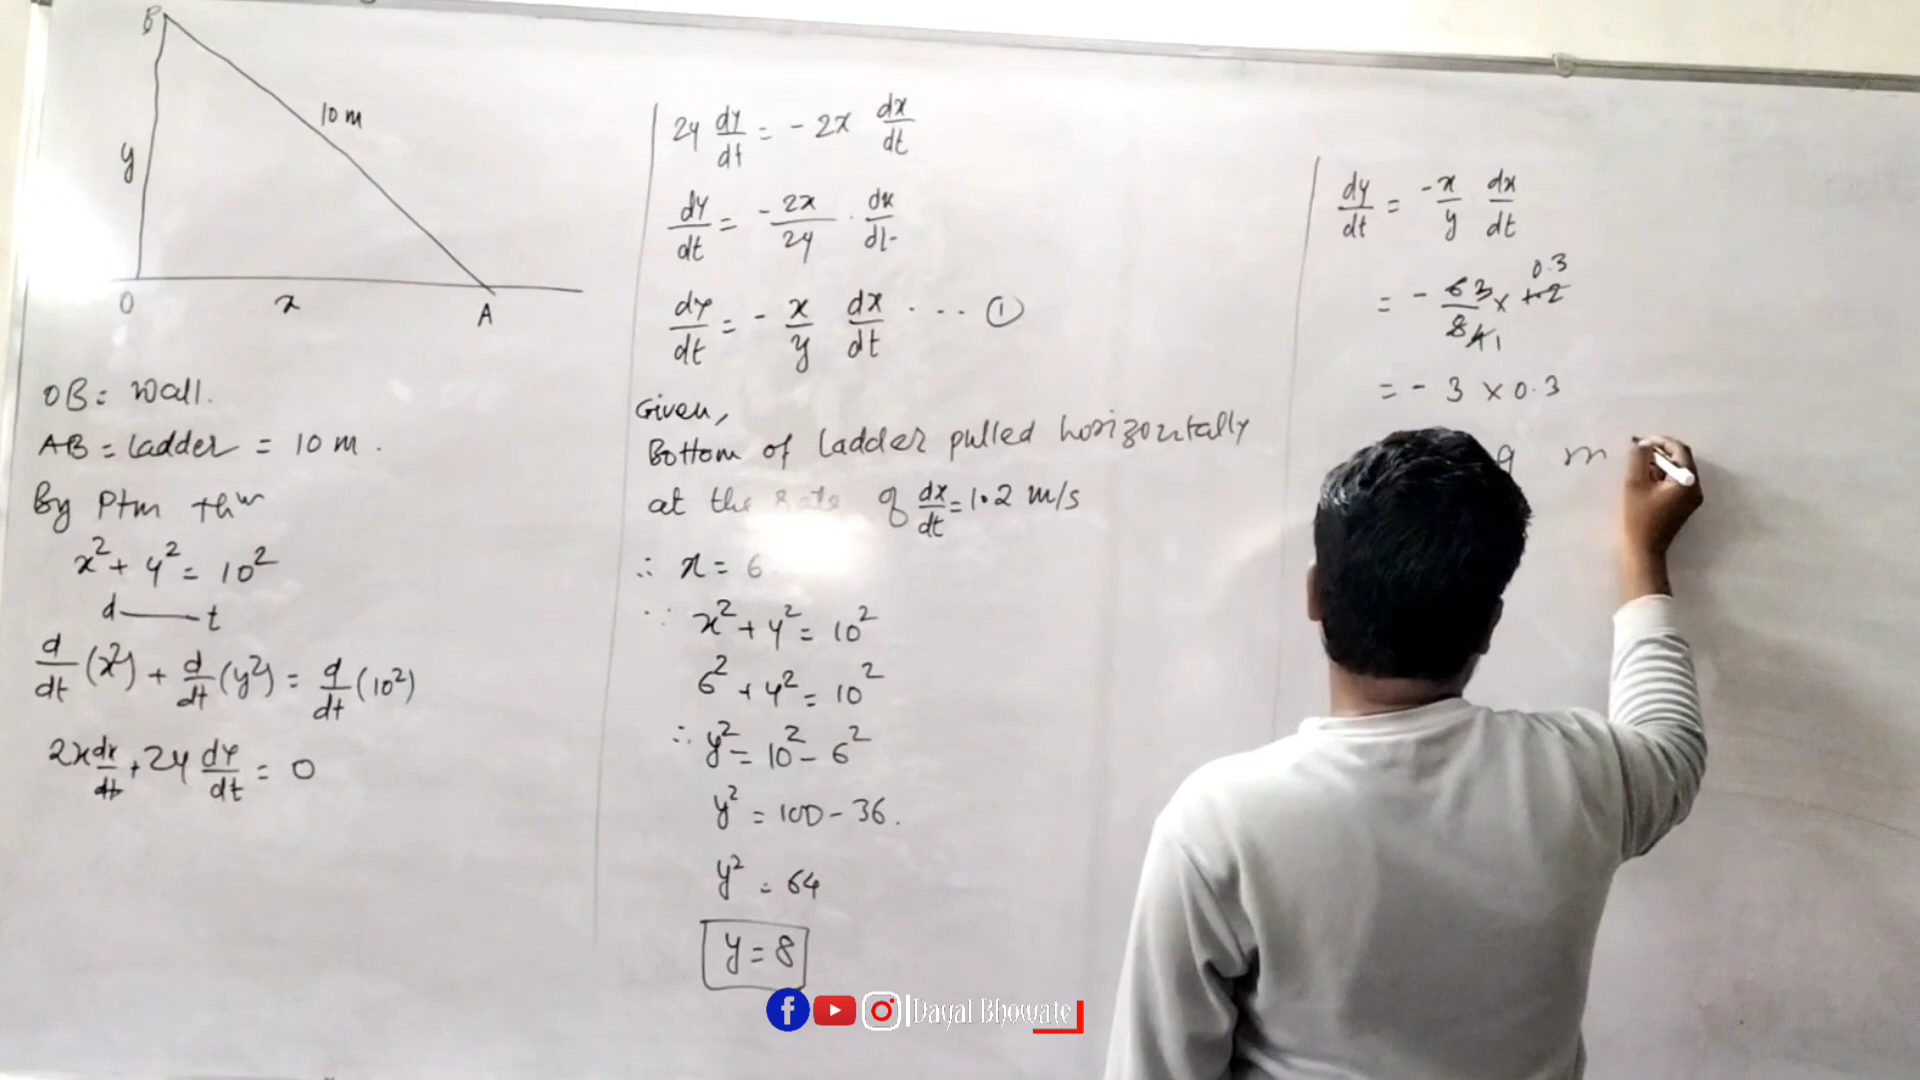 B
10 m
y
O
x
A
OB = Wall.
AB = ladder = 10 m.
By Ptm thm
x² + y² = 10²
d — t
d/dt (x²) + d/dt (y²) = d/dt (10²)
2x dx/dt + 2y dy/dt = 0
2y dy/dt = - 2x dx/dt
dy/dt = - 2x/2y · dx/dt
dy/dt = - x/y dx/dt .... ①
Given,
Bottom of ladder pulled horizontally
at the rate of dx/dt = 1.2 m/s
∴ x = 6
∵ x² + y² = 10²
6² + y² = 10²
∴ y² = 10² - 6²
y² = 100 - 36.
y² = 64
y = 8
dy/dt = -x/y · dx/dt
0.3
= - 6 3/8 4 1 × 1.2
= - 3 × 0.3
9 m
Dayal Bhowate